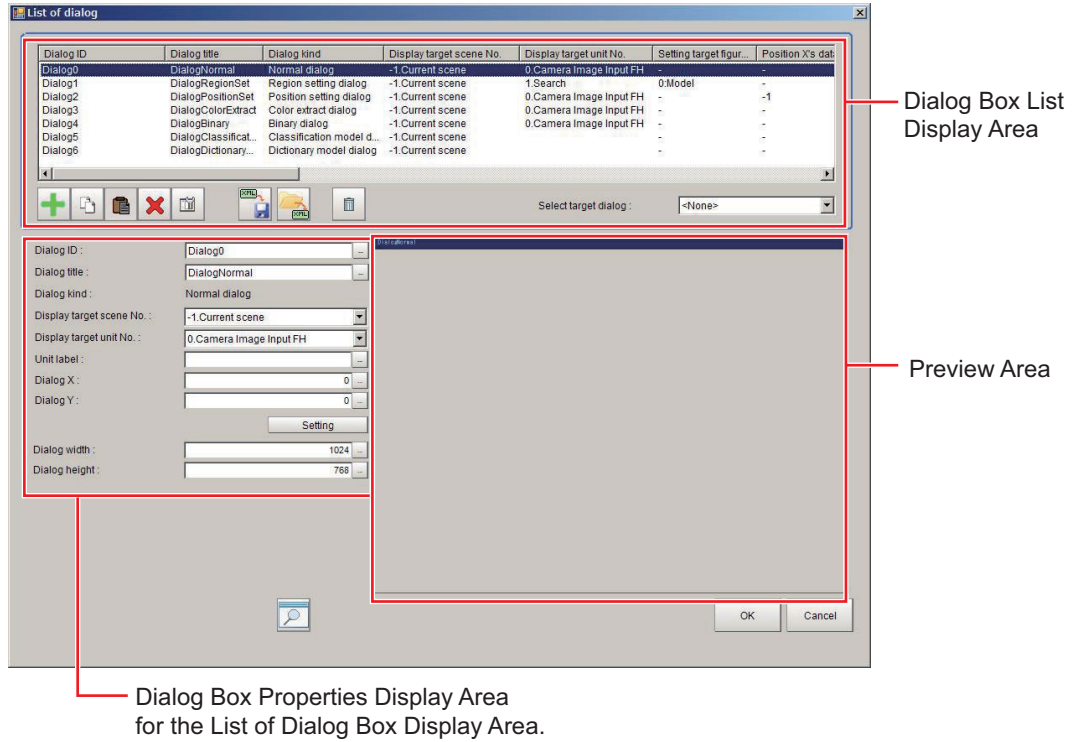 List of dialog
Dialog ID Dialog title Dialog kind Display target scene No. Display target unit No. Setting target figur... Position X's dat
Dialog0 DialogNormal Normal dialog -1.Current scene 0.Camera Image Input FH - -
Dialog1 DialogRegionSet Region setting dialog -1.Current scene 1.Search 0:Model -
Dialog2 DialogPositionSet Position setting dialog -1.Current scene 0.Camera Image Input FH - -1
Dialog3 DialogColorExtract Color extract dialog -1.Current scene 0.Camera Image Input FH - -
Dialog4 DialogBinary Binary dialog -1.Current scene 0.Camera Image Input FH - -
Dialog5 DialogClassificat... Classification model d... -1.Current scene - -
Dialog6 DialogDictionary... Dictionary model dialog -1.Current scene - -
Dialog Box List
Display Area
XML XML
Select target dialog : <None>
Dialog ID : Dialog0 ...
Dialog title : DialogNormal ...
Dialog kind : Normal dialog
Display target scene No. : -1.Current scene
Display target unit No. : 0.Camera Image Input FH
Unit label : ...
Dialog X : 0 ...
Dialog Y : 0 ...
Setting
Dialog width : 1024 ...
Dialog height : 768 ...
DialogNormal
Preview Area
OK Cancel
Dialog Box Properties Display Area
for the List of Dialog Box Display Area.